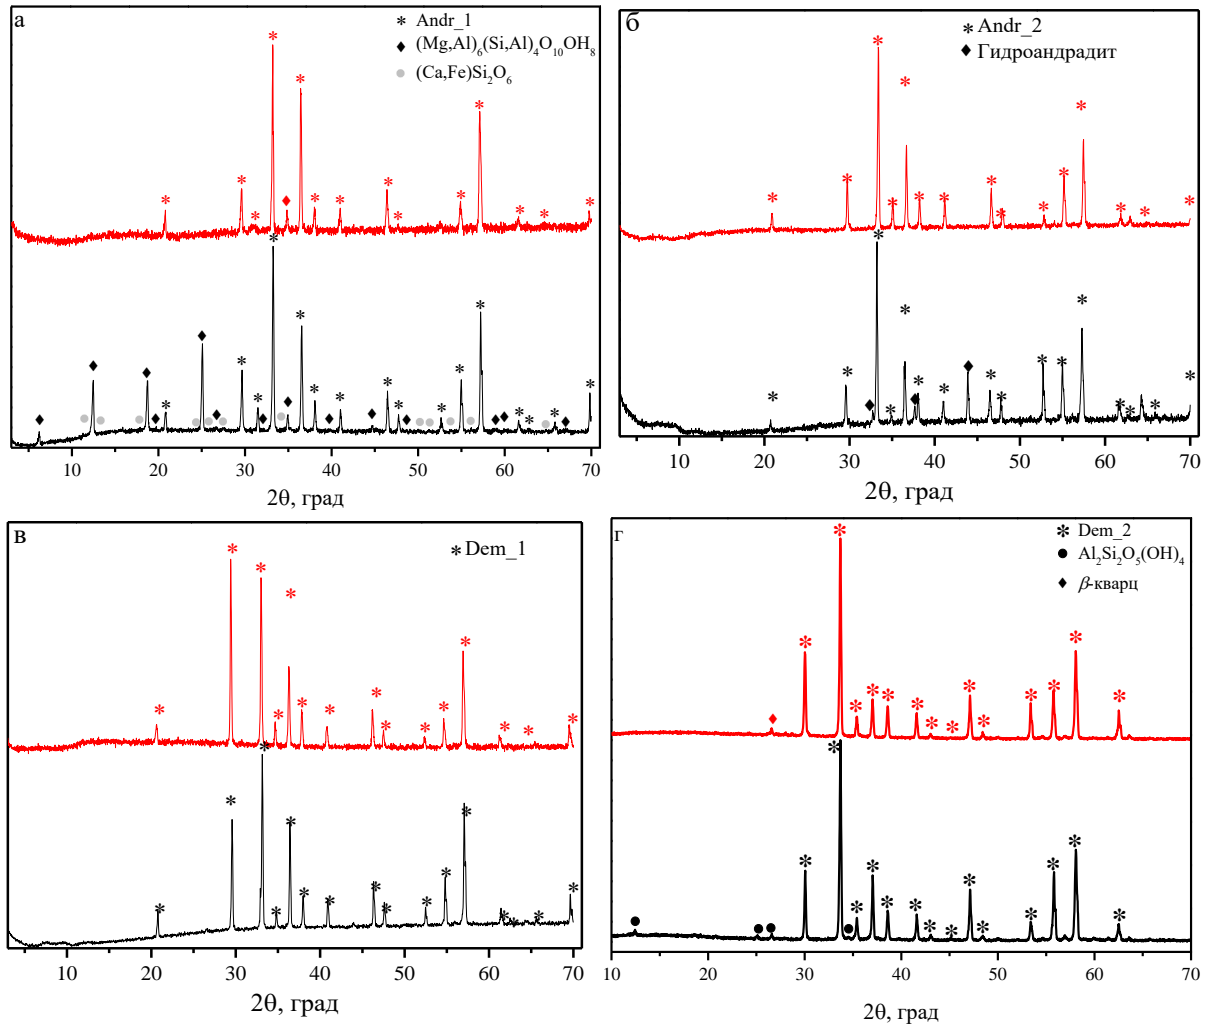 а
* Andr_1
♦ (Mg,Al)₆(Si,Al)₄O₁₀OH₈
● (Ca,Fe)Si₂O₆
10 20 30 40 50 60 70
2θ, град
б
* Andr_2
♦ Гидроандрадит
10 20 30 40 50 60 70
2θ, град
в
* Dem_1
10 20 30 40 50 60 70
2θ, град
г
* Dem_2
● Al₂Si₂O₅(OH)₄
♦ β-кварц
10 20 30 40 50 60 70
2θ, град